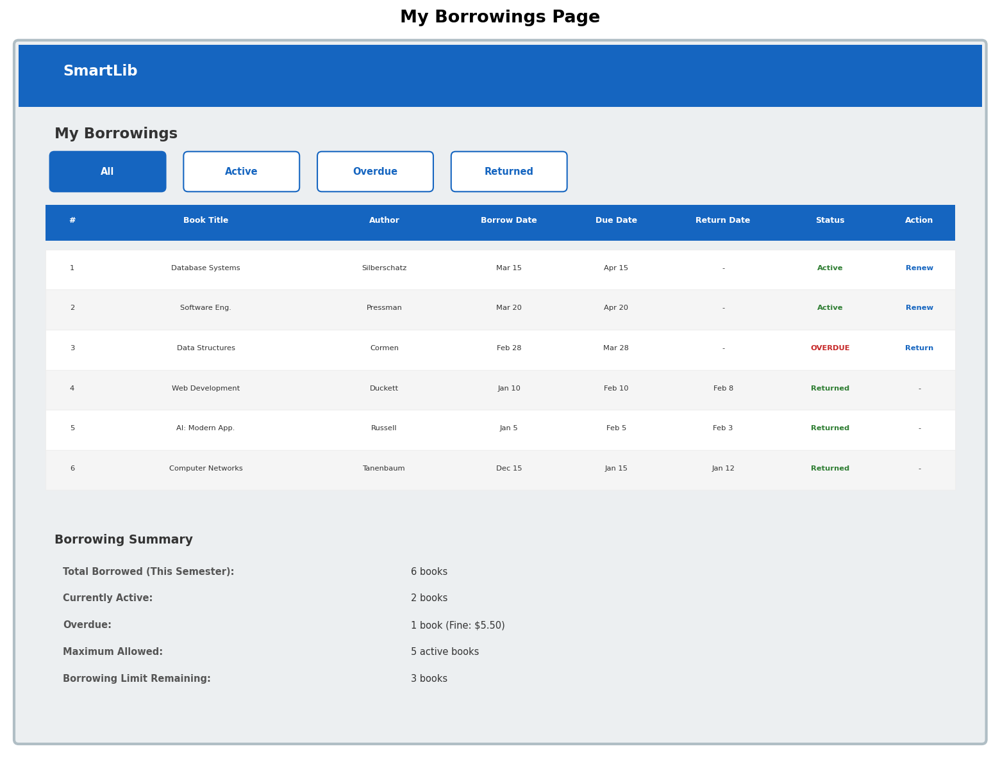 My Borrowings Page
SmartLib
My Borrowings
All Active Overdue Returned
# Book Title Author Borrow Date Due Date Return Date Status Action
1 Database Systems Silberschatz Mar 15 Apr 15 - Active Renew
2 Software Eng. Pressman Mar 20 Apr 20 - Active Renew
3 Data Structures Cormen Feb 28 Mar 28 - OVERDUE Return
4 Web Development Duckett Jan 10 Feb 10 Feb 8 Returned -
5 AI: Modern App. Russell Jan 5 Feb 5 Feb 3 Returned -
6 Computer Networks Tanenbaum Dec 15 Jan 15 Jan 12 Returned -
Borrowing Summary
Total Borrowed (This Semester): 6 books
Currently Active: 2 books
Overdue: 1 book (Fine: $5.50)
Maximum Allowed: 5 active books
Borrowing Limit Remaining: 3 books